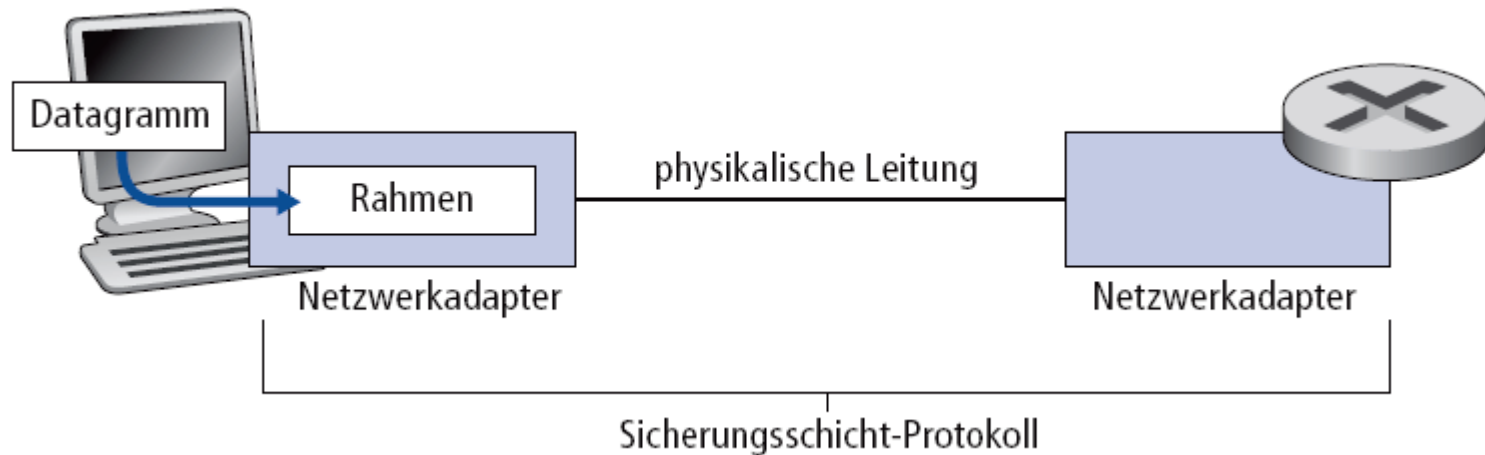 Datagramm
Rahmen
physikalische Leitung
Netzwerkadapter
Netzwerkadapter
Sicherungsschicht-Protokoll